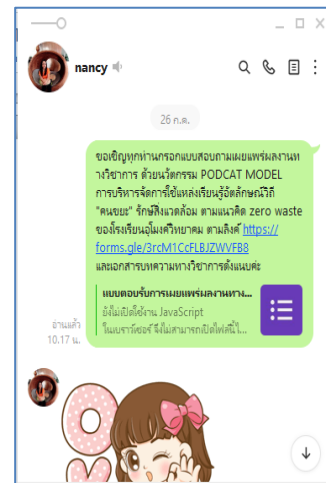 nancy
26 ก.ค.
ขอเชิญทุกท่านกรอกแบบสอบถามเผยแพร่ผลงานท
างวิชาการ ด้วยนวัตกรรม PODCAT MODEL
การบริหารจัดการใช้แหล่งเรียนรู้อัตลักษณ์วิถี
"คนขยะ" รักษ์สิ่งแวดล้อม ตามแนวคิด zero waste
ของโรงเรียนอุโมงค์วิทยาคม ตามลิงค์ https://
forms.gle/3rcM1CcFLBJZWVFB8
และเอกสารบทความทางวิชาการดังแนบค่ะ
แบบตอบรับการเผยแพร่ผลงานทาง...
ยังไม่เปิดใช้งาน JavaScript
ในเบราว์เซอร์ จึงไม่สามารถเปิดไฟล์นี้ไ...
อ่านแล้ว
10.17 น.